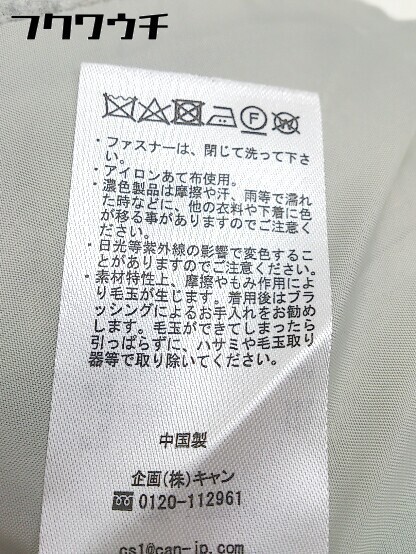 フクワウチ
・ファスナーは、閉じて洗って下さ
い。
・アイロンあて布使用。
・濃色製品は摩擦や汗、雨等で濡れ
た時などに、他の衣料や下着に色
が移る事がありますのでご注意く
ださい。
・日光等紫外線の影響で変色するこ
とがありますのでご注意ください。
・素材特性上、摩擦やもみ作用によ
り毛玉が生じます。着用後はブラ
ッシングによるお手入れをお勧め
します。毛玉ができてしまったら
引っぱらずに、ハサミや毛玉取り
器等で取り除いてください。
中国製
企画(株)キャン
0120-112961
cs1@can-jp.com